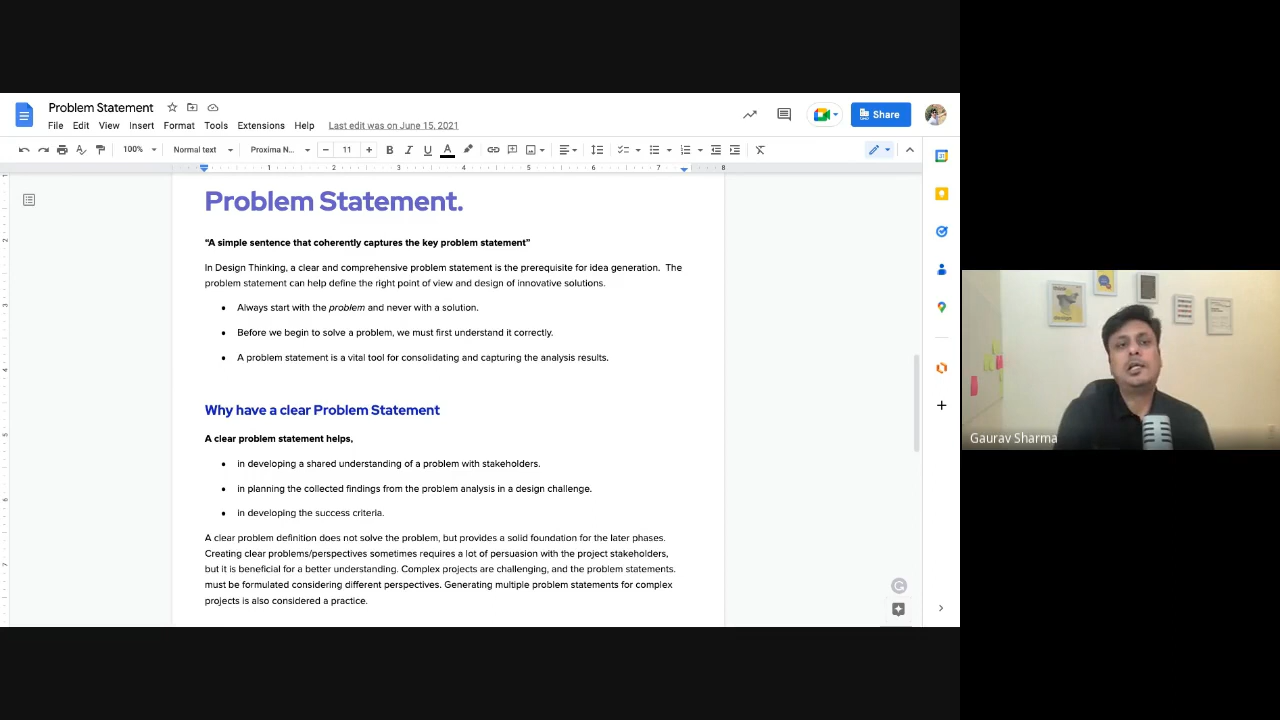 Problem Statement
File Edit View Insert Format Tools Extensions Help Last edit was on June 15, 2021
Share
100% Normal text Proxima N... 11
1 2 3 4 5 6 7 8
Problem Statement.
“A simple sentence that coherently captures the key problem statement”
In Design Thinking, a clear and comprehensive problem statement is the prerequisite for idea generation. The
problem statement can help define the right point of view and design of innovative solutions.
Always start with the problem and never with a solution.
Before we begin to solve a problem, we must first understand it correctly.
A problem statement is a vital tool for consolidating and capturing the analysis results.
Why have a clear Problem Statement
A clear problem statement helps,
in developing a shared understanding of a problem with stakeholders.
in planning the collected findings from the problem analysis in a design challenge.
in developing the success criteria.
A clear problem definition does not solve the problem, but provides a solid foundation for the later phases.
Creating clear problems/perspectives sometimes requires a lot of persuasion with the project stakeholders,
but it is beneficial for a better understanding. Complex projects are challenging, and the problem statements.
must be formulated considering different perspectives. Generating multiple problem statements for complex
projects is also considered a practice.
Gaurav Sharma